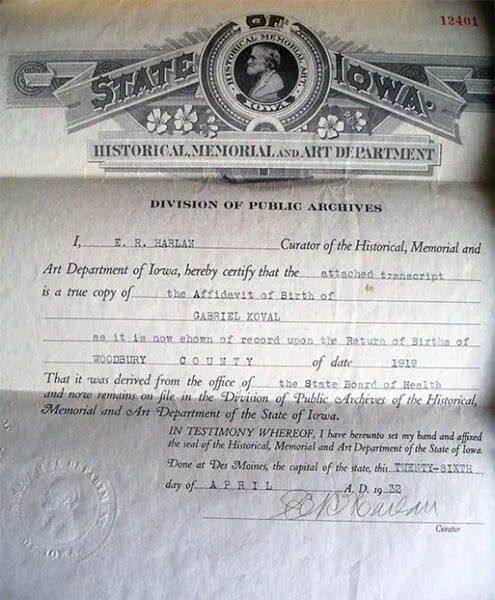 12401
STATE OF IOWA.
HISTORICAL MEMORIAL ART
IOWA
HISTORICAL, MEMORIAL AND ART DEPARTMENT
DIVISION OF PUBLIC ARCHIVES
I, E. R. HARLAN Curator of the Historical, Memorial and
Art Department of Iowa, hereby certify that the attached transcript
is a true copy of the Affidavit of Birth of
GABRIEL KOVAL
as it is now shown of record upon the Return of Births of
WOODBURY COUNTY of date 1919
That it was derived from the office of the State Board of Health
and now remains on file in the Division of Public Archives of the Historical,
Memorial and Art Department of the State of Iowa.
IN TESTIMONY WHEREOF, I have hereunto set my hand and affixed
the seal of the Historical, Memorial and Art Department of the State of Iowa.
Done at Des Moines, the capital of the state, this TWENTY-SIXTH
day of APRIL A. D. 1932
E R Harlan
Curator